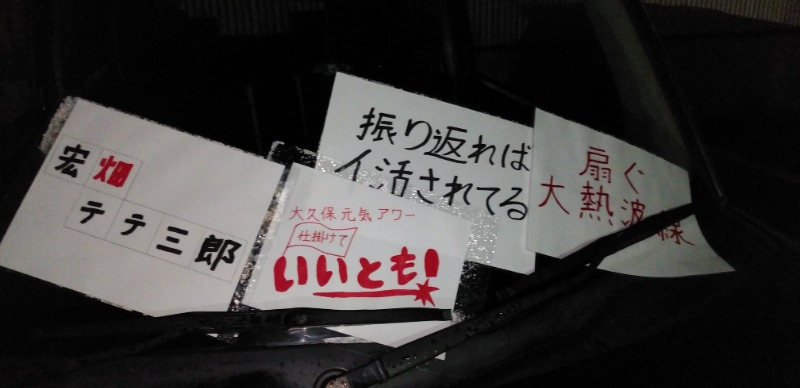 宏畑
テテ三郎
大久保元気アワー
仕掛けて
いいとも!
振り返れば
イ活されてる
扇ぐ
大熱波線